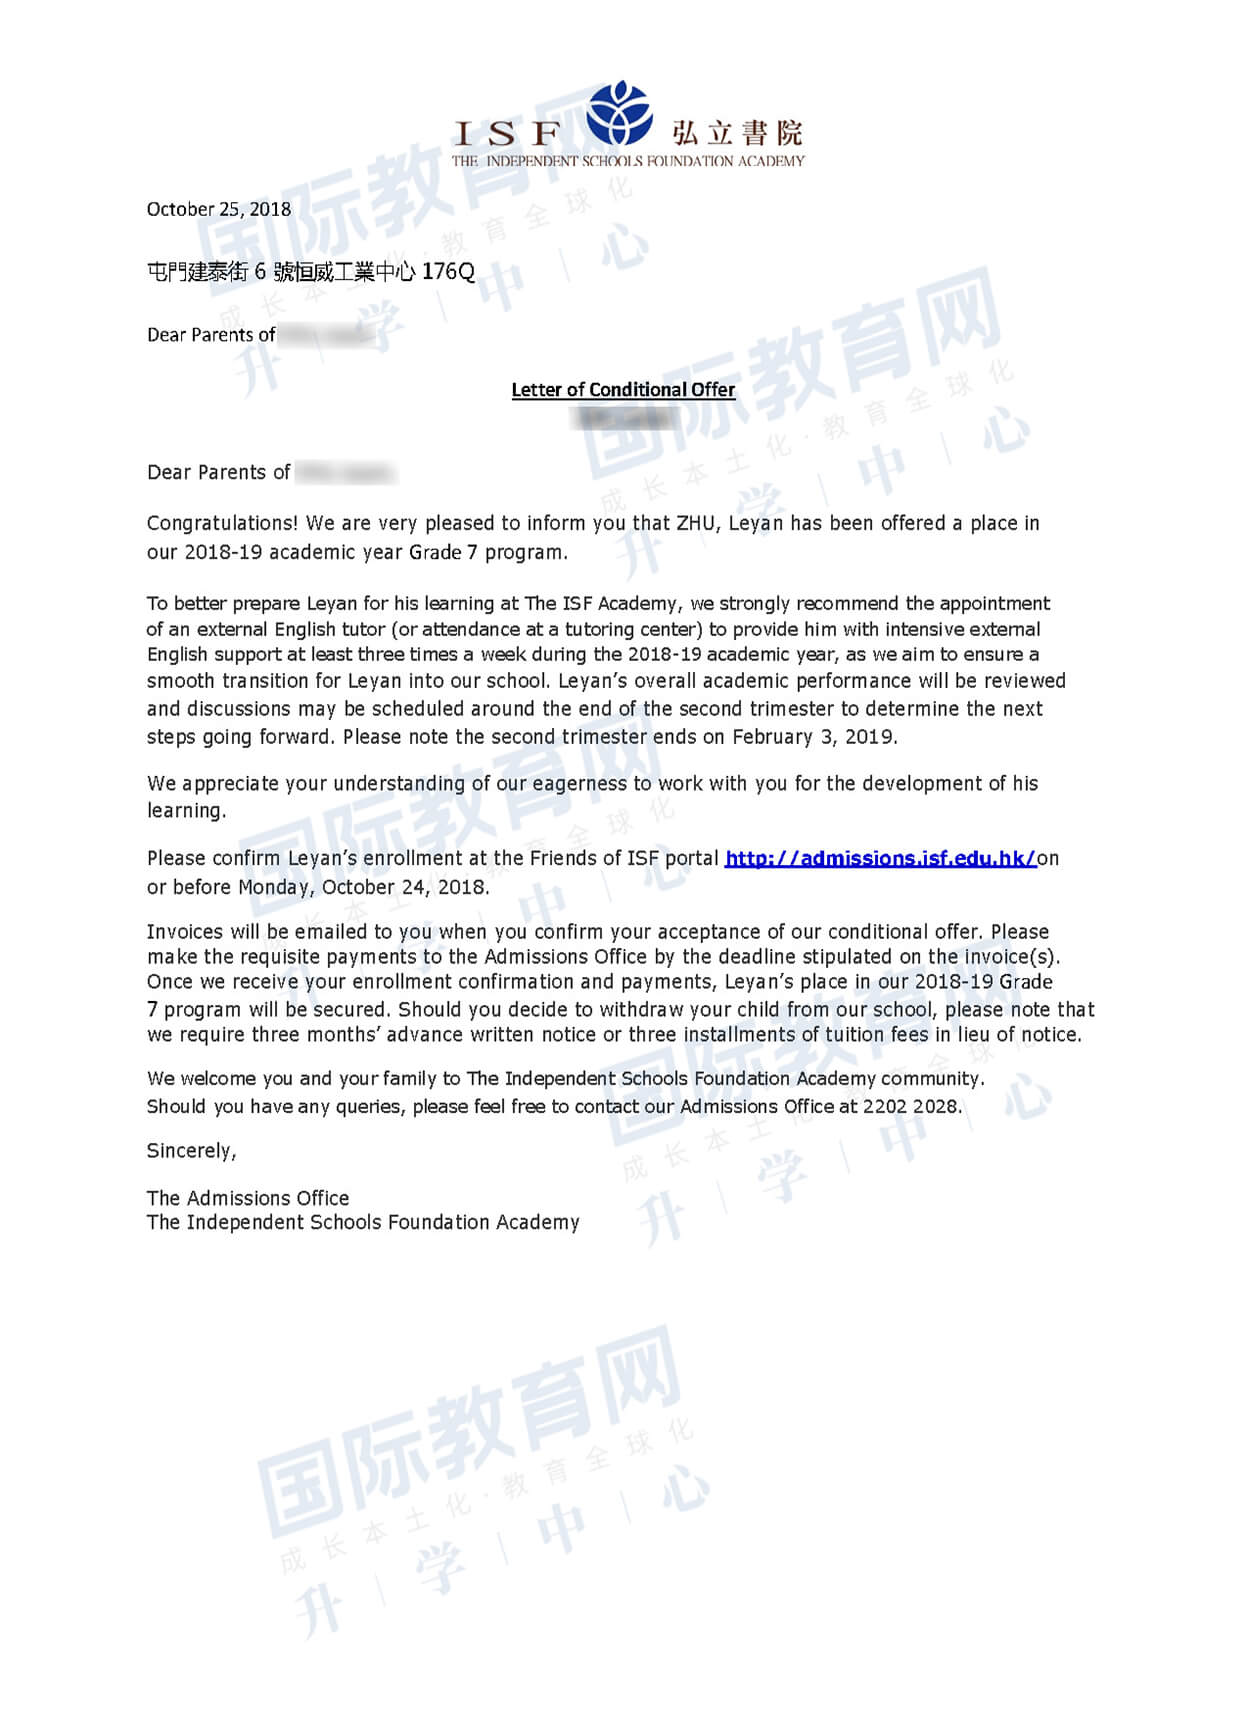 ISF 弘立書院
THE INDEPENDENT SCHOOLS FOUNDATION ACADEMY
October 25, 2018
屯門建泰街 6 號恒威工業中心 176Q
Dear Parents of
Letter of Conditional Offer
Dear Parents of
Congratulations! We are very pleased to inform you that ZHU, Leyan has been offered a place in
our 2018-19 academic year Grade 7 program.
To better prepare Leyan for his learning at The ISF Academy, we strongly recommend the appointment
of an external English tutor (or attendance at a tutoring center) to provide him with intensive external
English support at least three times a week during the 2018-19 academic year, as we aim to ensure a
smooth transition for Leyan into our school. Leyan’s overall academic performance will be reviewed
and discussions may be scheduled around the end of the second trimester to determine the next
steps going forward. Please note the second trimester ends on February 3, 2019.
We appreciate your understanding of our eagerness to work with you for the development of his
learning.
Please confirm Leyan’s enrollment at the Friends of ISF portal http://admissions.isf.edu.hk/on
or before Monday, October 24, 2018.
Invoices will be emailed to you when you confirm your acceptance of our conditional offer. Please
make the requisite payments to the Admissions Office by the deadline stipulated on the invoice(s).
Once we receive your enrollment confirmation and payments, Leyan’s place in our 2018-19 Grade
7 program will be secured. Should you decide to withdraw your child from our school, please note that
we require three months’ advance written notice or three installments of tuition fees in lieu of notice.
We welcome you and your family to The Independent Schools Foundation Academy community.
Should you have any queries, please feel free to contact our Admissions Office at 2202 2028.
Sincerely,
The Admissions Office
The Independent Schools Foundation Academy
国际教育网
成长本土化·教育全球化
升|学|中|心
国际教育网
成长本土化·教育全球化
升|学|中|心
国际教育网
成长本土化·教育全球化
升|学|中|心
国际教育网
成长本土化·教育全球化
升|学|中|心
国际教育网
成长本土化·教育全球化
升|学|中|心